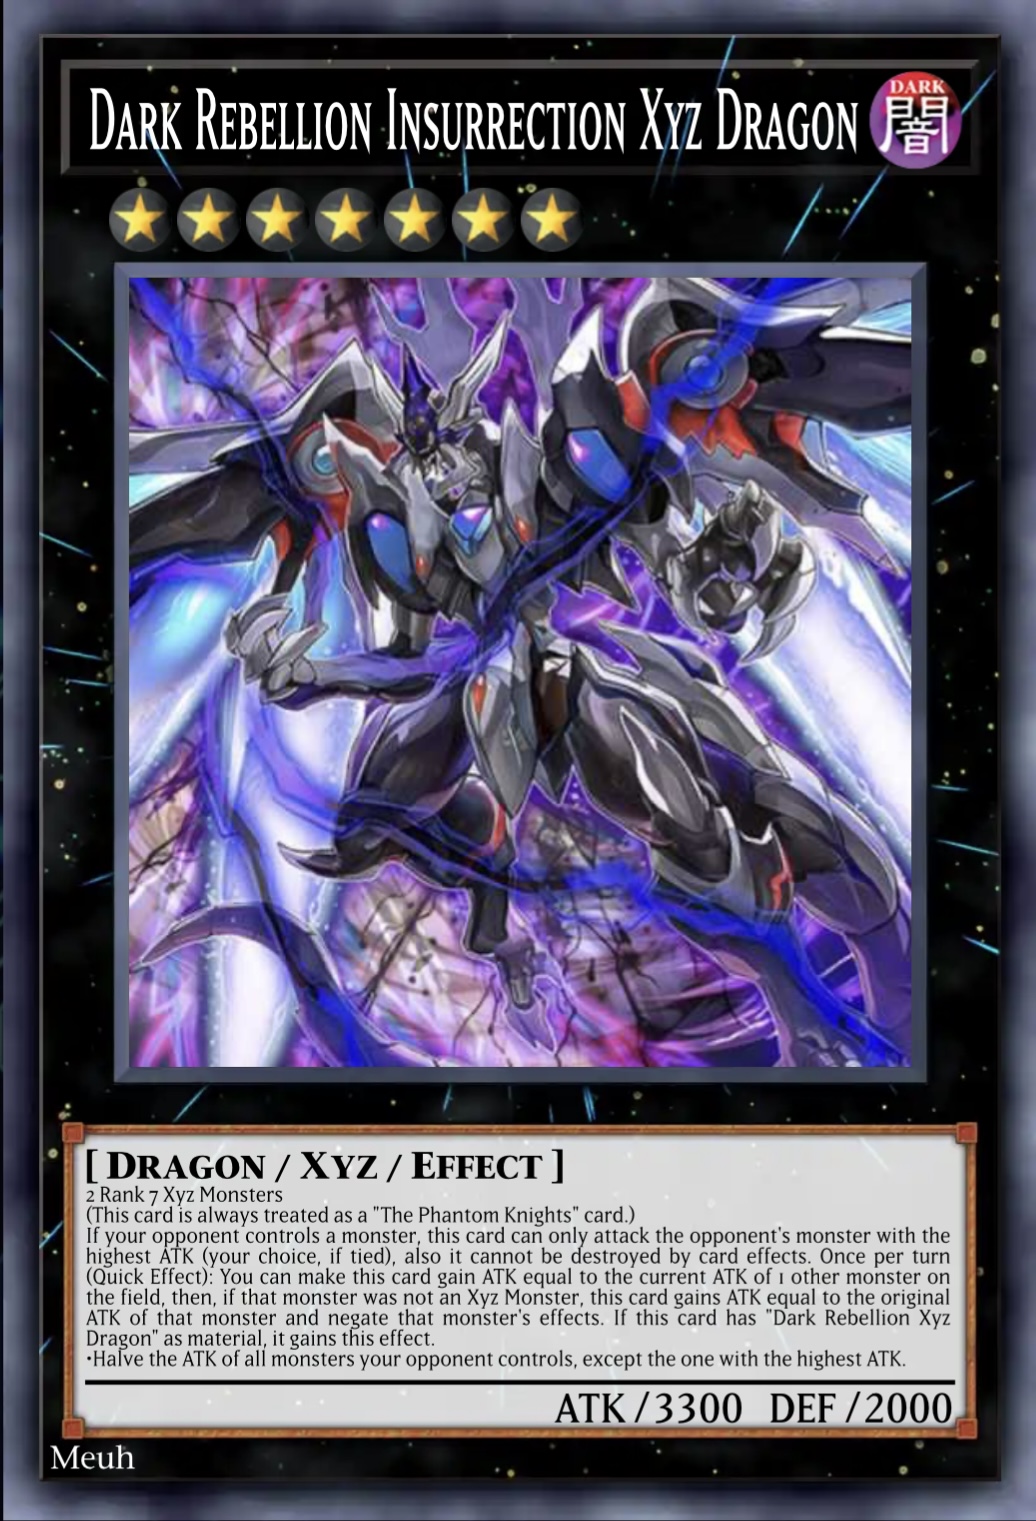 Dark Rebellion Insurrection Xyz Dragon
DARK
闇
[ Dragon / Xyz / Effect ]
2 Rank 7 Xyz Monsters
(This card is always treated as a "The Phantom Knights" card.)
If your opponent controls a monster, this card can only attack the opponent's monster with the
highest ATK (your choice, if tied), also it cannot be destroyed by card effects. Once per turn
(Quick Effect): You can make this card gain ATK equal to the current ATK of 1 other monster on
the field, then, if that monster was not an Xyz Monster, this card gains ATK equal to the original
ATK of that monster and negate that monster's effects. If this card has "Dark Rebellion Xyz
Dragon" as material, it gains this effect.
•Halve the ATK of all monsters your opponent controls, except the one with the highest ATK.
ATK/3300 DEF/2000
Meuh